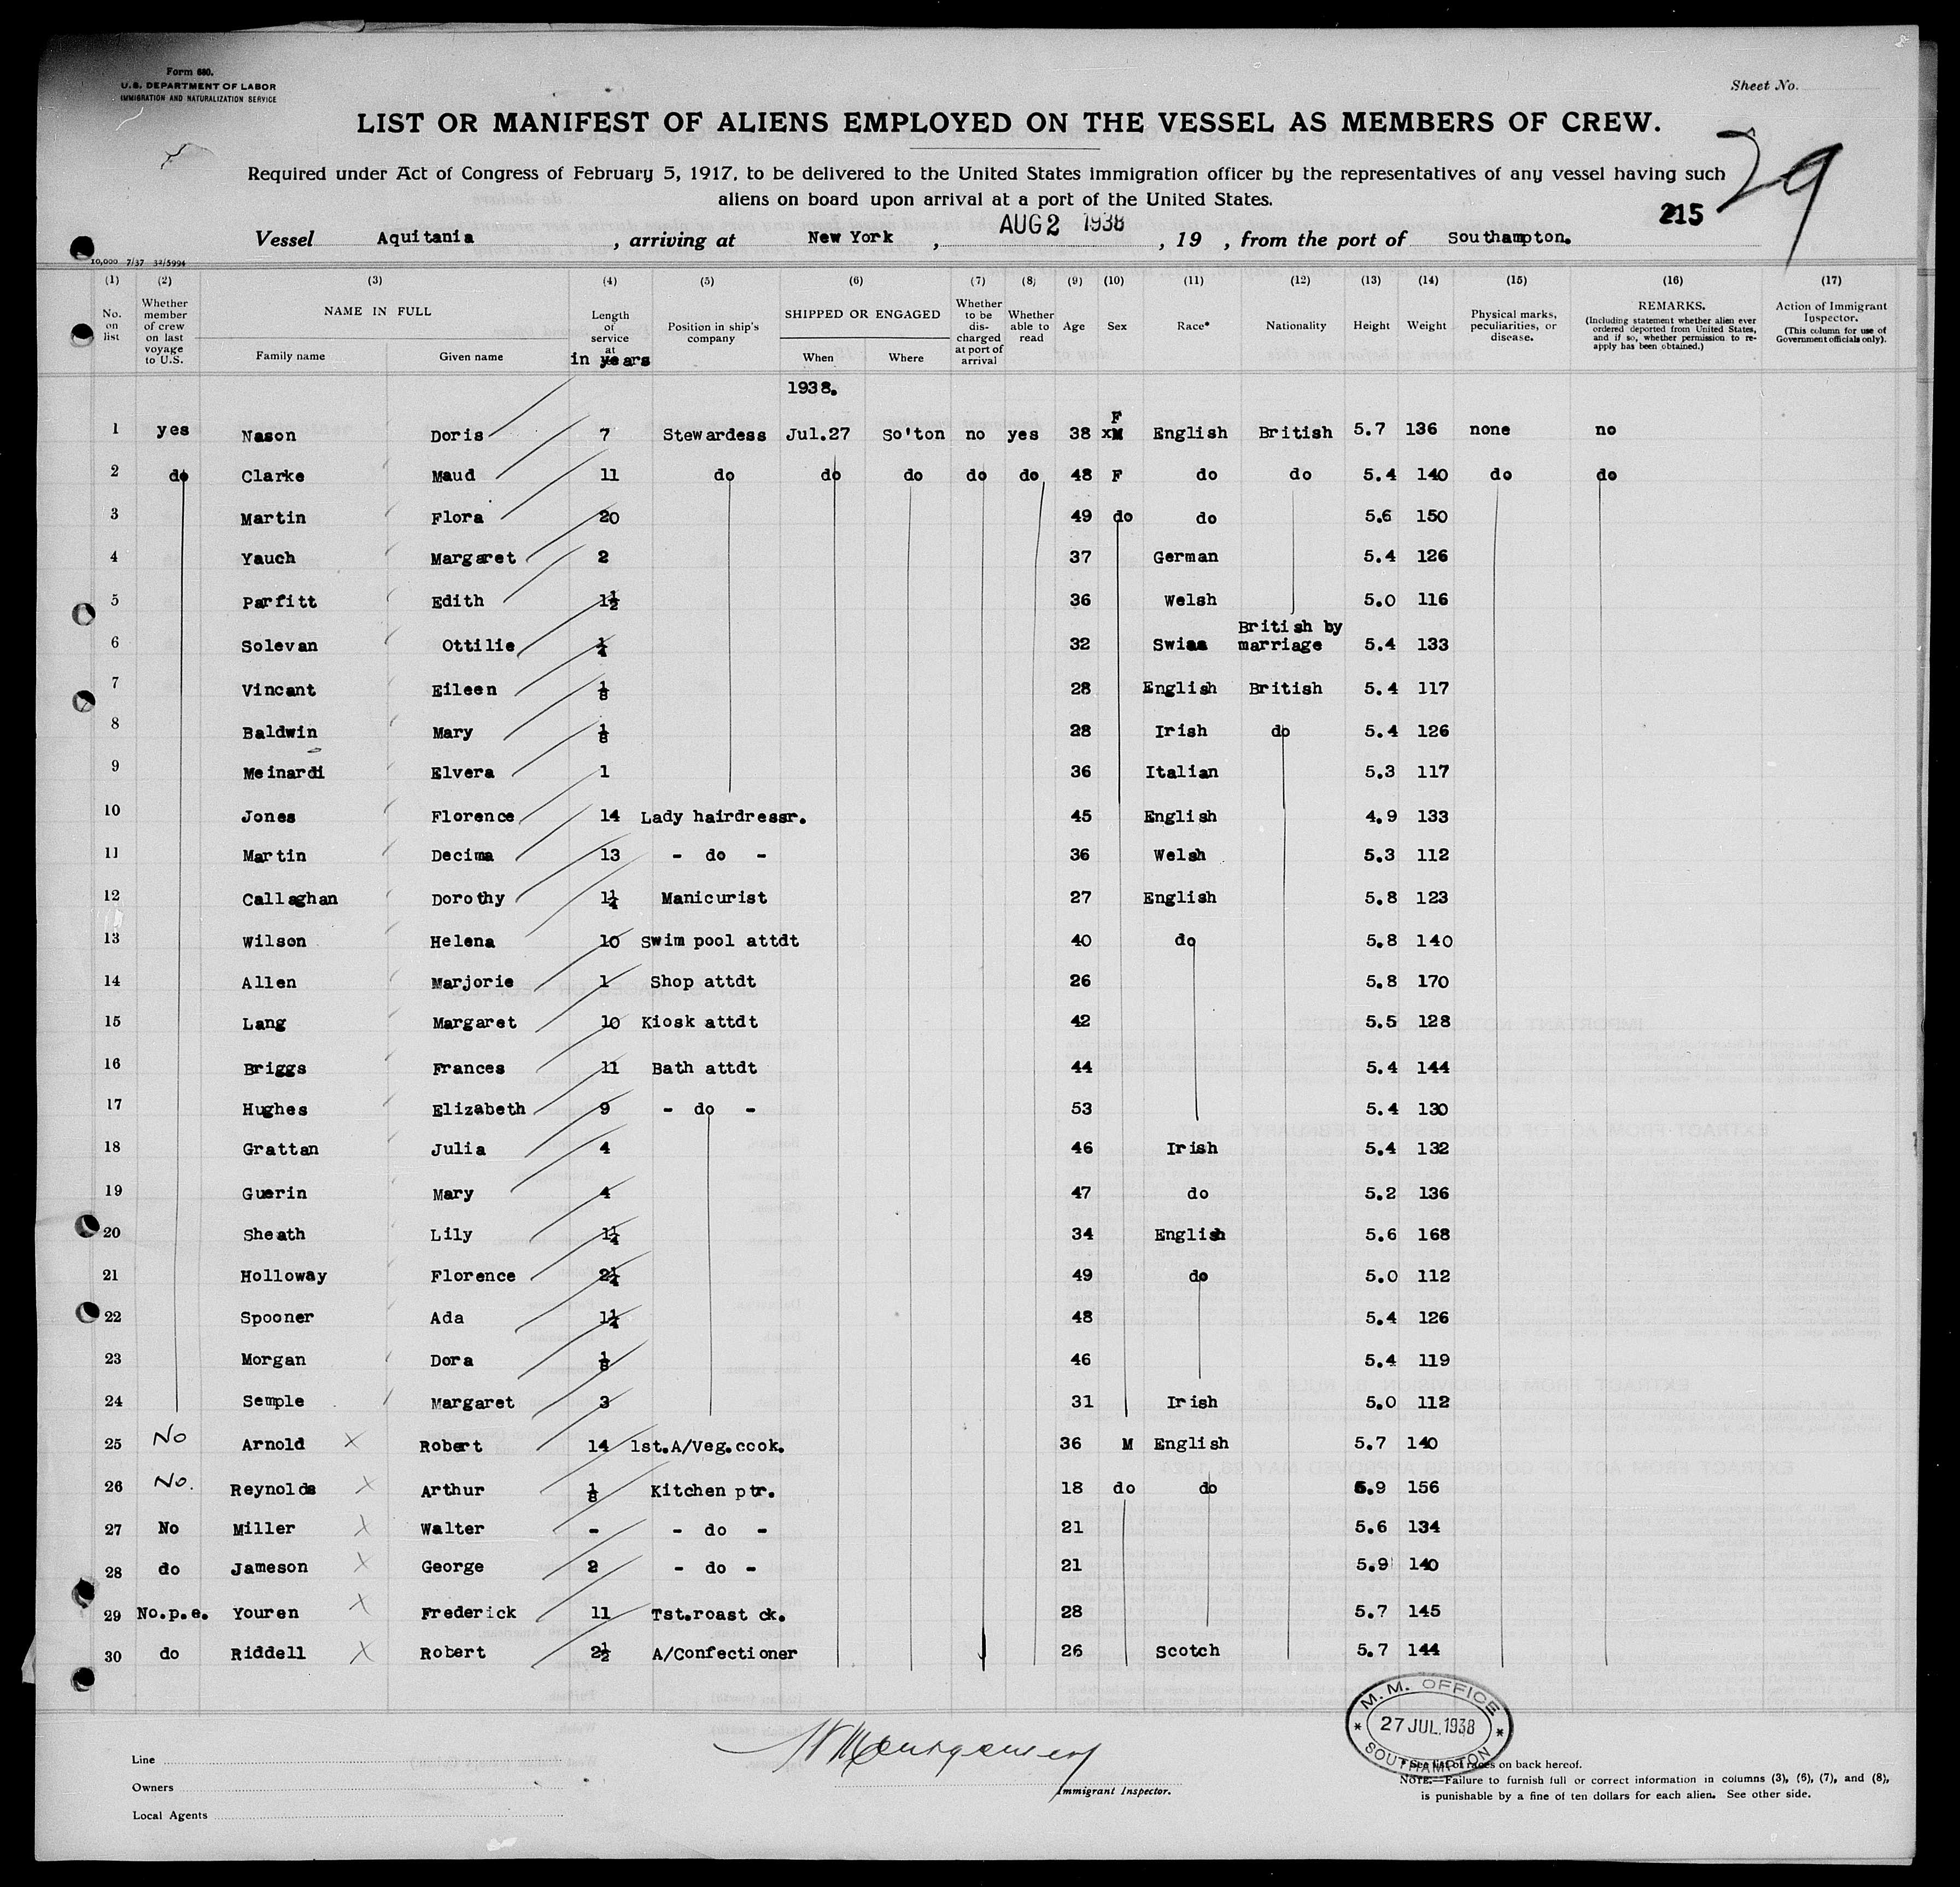 Form 680.
U.S. DEPARTMENT OF LABOR
IMMIGRATION AND NATURALIZATION SERVICE
Sheet No.
LIST OR MANIFEST OF ALIENS EMPLOYED ON THE VESSEL AS MEMBERS OF CREW.
29
Required under Act of Congress of February 5, 1917, to be delivered to the United States immigration officer by the representatives of any vessel having such
aliens on board upon arrival at a port of the United States.
215
Vessel Aquitania , arriving at New York , AUG 2 1938 , 19 , from the port of Southampton.
10,000 7/37 32/5994
(1) (2) (3) (4) (5) (6) (7) (8) (9) (10) (11) (12) (13) (14) (15) (16) (17)
No. on list
Whether member of crew on last voyage to U.S.
NAME IN FULL
Family name
Given name
Length of service at
in years
Position in ship's company
SHIPPED OR ENGAGED
When
Where
Whether to be discharged at port of arrival
Whether able to read
Age
Sex
Race*
Nationality
Height
Weight
Physical marks, peculiarities, or disease.
REMARKS.
(Including statement whether alien ever ordered deported from United States, and if so, whether permission to reapply has been obtained.)
Action of Immigrant Inspector.
(This column for use of Government officials only).
1938.
1 yes Nason Doris 7 Stewardess Jul.27 So'ton no yes 38 F xM English British 5.7 136 none no
2 do Clarke Maud 11 do do do do do 48 F do do 5.4 140 do do
3 Martin Flora 20 49 do do 5.6 150
4 Yauch Margaret 2 37 German 5.4 126
5 Parfitt Edith 1½ 36 Welsh 5.0 116
6 Solevan Ottilie ¼ 32 Swiss British by marriage 5.4 133
7 Vincant Eileen ⅛ 28 English British 5.4 117
8 Baldwin Mary ⅛ 28 Irish do 5.4 126
9 Meinardi Elvera 1 36 Italian 5.3 117
10 Jones Florence 14 Lady hairdressr. 45 English 4.9 133
11 Martin Decima 13 - do - 36 Welsh 5.3 112
12 Callaghan Dorothy 1¼ Manicurist 27 English 5.8 123
13 Wilson Helena 10 Swim pool attdt 40 do 5.8 140
14 Allen Marjorie 1 Shop attdt 26 5.8 170
15 Lang Margaret 10 Kiosk attdt 42 5.5 128
16 Briggs Frances 11 Bath attdt 44 5.4 144
17 Hughes Elizabeth 9 - do - 53 5.4 130
18 Grattan Julia 4 46 Irish 5.4 132
19 Guerin Mary 4 47 do 5.2 136
20 Sheath Lily 1¼ 34 English 5.6 168
21 Holloway Florence 2¼ 49 do 5.0 112
22 Spooner Ada 1¼ 48 5.4 126
23 Morgan Dora ⅛ 46 5.4 119
24 Semple Margaret 3 31 Irish 5.0 112
25 No Arnold X Robert 14 1st.A/Veg.cook. 36 M English 5.7 140
26 No. Reynolds X Arthur ⅛ Kitchen ptr. 18 do do 5.9 156
27 No Miller X Walter - - do - 21 5.6 134
28 do Jameson X George 2 - do - 21 5.9 140
29 No.p.e. Youren X Frederick 11 Tst.roast ck. 28 5.7 145
30 do Riddell X Robert 2½ A/Confectioner 26 Scotch 5.7 144
M.M. OFFICE
* 27 JUL.1938 *
SOUTHAMPTON
Line
Owners
Local Agents
Immigrant Inspector.
* See list of races on back hereof.
NOTE.—Failure to furnish full or correct information in columns (3), (6), (7), and (8),
is punishable by a fine of ten dollars for each alien. See other side.